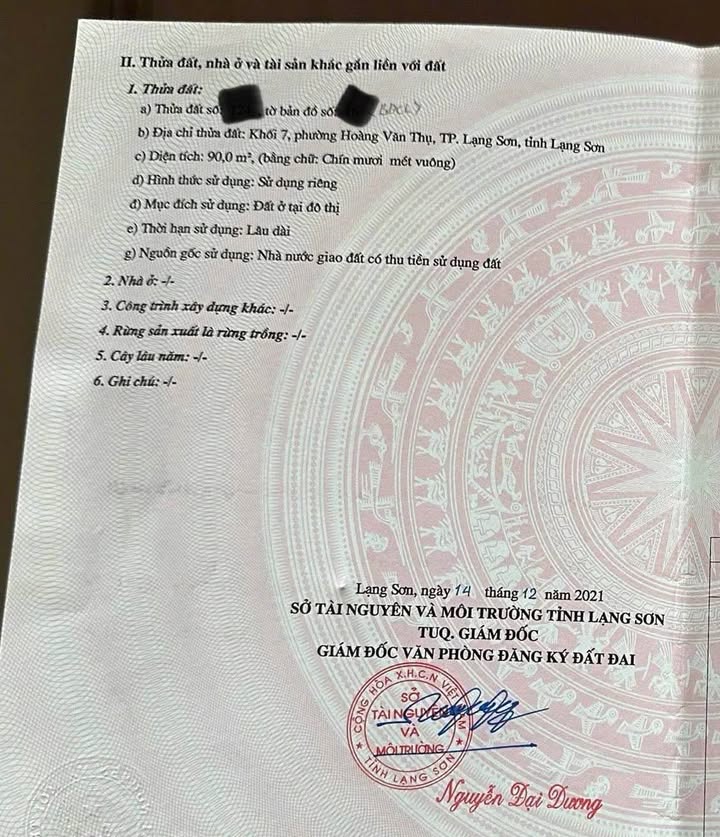 II. Thửa đất, nhà ở và tài sản khác gắn liền với đất
1. Thửa đất:
a) Thửa đất số: tờ bản đồ số:
b) Địa chỉ thửa đất: Khối 7, phường Hoàng Văn Thụ, TP. Lạng Sơn, tỉnh Lạng Sơn
c) Diện tích: 90,0 m², (bằng chữ: Chín mươi mét vuông)
d) Hình thức sử dụng: Sử dụng riêng
đ) Mục đích sử dụng: Đất ở tại đô thị
e) Thời hạn sử dụng: Lâu dài
g) Nguồn gốc sử dụng: Nhà nước giao đất có thu tiền sử dụng đất
2. Nhà ở: -/-
3. Công trình xây dựng khác: -/-
4. Rừng sản xuất là rừng trồng: -/-
5. Cây lâu năm: -/-
6. Ghi chú: -/-
Lạng Sơn, ngày 14 tháng 12 năm 2021
SỞ TÀI NGUYÊN VÀ MÔI TRƯỜNG TỈNH LẠNG SƠN
TUQ. GIÁM ĐỐC
GIÁM ĐỐC VĂN PHÒNG ĐĂNG KÝ ĐẤT ĐAI
CỘNG HÒA X.H.C.N VIỆT NAM
SỞ
TÀI NGUYÊN
VÀ
MÔI TRƯỜNG
TỈNH LẠNG SƠN
Nguyễn Đại Dương